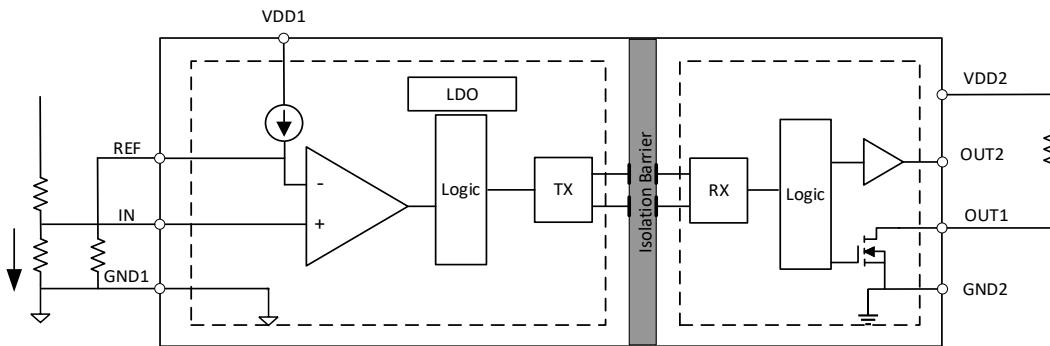 VDD1
LDO
VDD2
REF
-
Logic
TX
Isolation Barrier
RX
Logic
OUT2
IN
+
OUT1
GND1
GND2